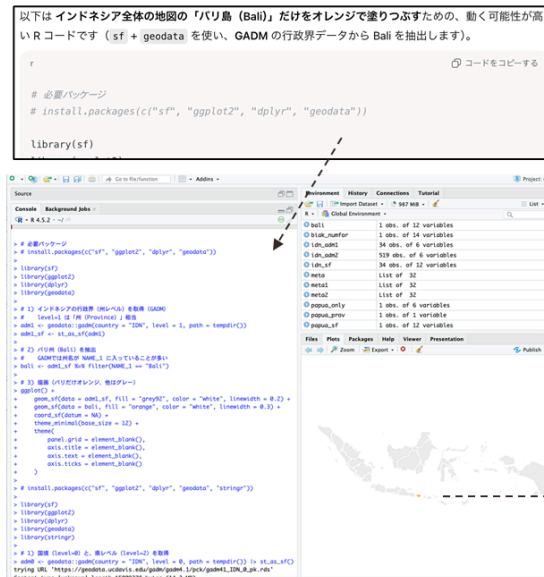 以下は インドネシア全体の地図の「バリ島（Bali）」だけをオレンジで塗りつぶすための、動く可能性が高
い R コードです（ sf + geodata を使い、GADM の行政界データから Bali を抽出します）。
r
コードをコピーする
# 必要パッケージ
# install.packages(c("sf", "ggplot2", "dplyr", "geodata"))
library(sf)
Go to file/function
Addins
Project:
Source
Console Background Jobs
R - R 4.5.2 · ~/
> # 必要パッケージ
> # install.packages(c("sf", "ggplot2", "dplyr", "geodata"))
>
> library(sf)
> library(ggplot2)
> library(dplyr)
> library(geodata)
>
> # 1) インドネシアの行政界（州レベル）を取得（GADM）
> # level=1 は「州（Province）」相当
> adm1 <- geodata::gadm(country = "IDN", level = 1, path = tempdir())
> adm1_sf <- st_as_sf(adm1)
>
> # 2) バリ州（Bali）を抽出
> # GADMでは州名が NAME_1 に入っていることが多い
> bali <- adm1_sf %>% filter(NAME_1 == "Bali")
>
> # 3) 描画（バリだけオレンジ、他はグレー）
> ggplot() +
+ geom_sf(data = adm1_sf, fill = "grey92", color = "white", linewidth = 0.2) +
+ geom_sf(data = bali, fill = "orange", color = "white", linewidth = 0.3) +
+ coord_sf(datum = NA) +
+ theme_minimal(base_size = 12) +
+ theme(
+ panel.grid = element_blank(),
+ axis.title = element_blank(),
+ axis.text = element_blank(),
+ axis.ticks = element_blank()
+ )
>
> # install.packages(c("sf", "ggplot2", "dplyr", "geodata", "stringr"))
>
> library(sf)
> library(ggplot2)
> library(dplyr)
> library(geodata)
> library(stringr)
>
> # 1) 国境（level=0）と、県レベル（level=2）を取得
> adm0 <- geodata::gadm(country = "IDN", level = 0, path = tempdir()) |> st_as_sf()
trying URL 'https://geodata.ucdavis.edu/gadm/gadm4.1/pck/gadm41_IDN_0_pk.rds'
Environment History Connections Tutorial
Import Dataset 987 MiB List
R Global Environment
bali 1 obs. of 12 variables
biak_numfor 1 obs. of 14 variables
idn_adm1 34 obs. of 6 variables
idn_adm2 519 obs. of 6 variables
idn_sf 34 obs. of 12 variables
meta List of 32
meta1 List of 32
meta2 List of 32
papua_only 1 obs. of 6 variables
papua_prov 1 obs. of 1 variable
papua_sf 1 obs. of 12 variables
Files Plots Packages Help Viewer Presentation
Zoom Export Publish